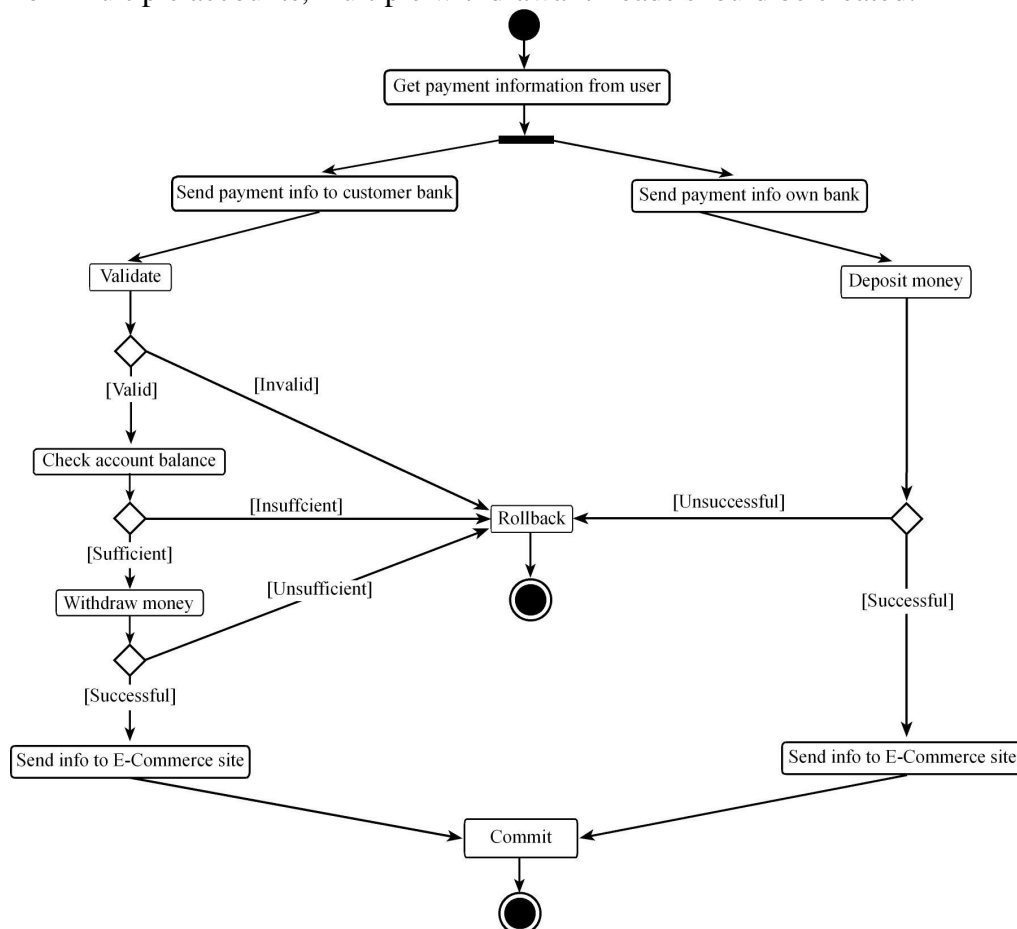 Get payment information from user
Send payment info to customer bank
Send payment info own bank
Validate
Deposit money
[Valid]
[Invalid]
Check account balance
[Insuffcient]
Rollback
[Unsuccessful]
[Sufficient]
[Unsufficient]
Withdraw money
[Successful]
[Successful]
Send info to E-Commerce site
Send info to E-Commerce site
Commit